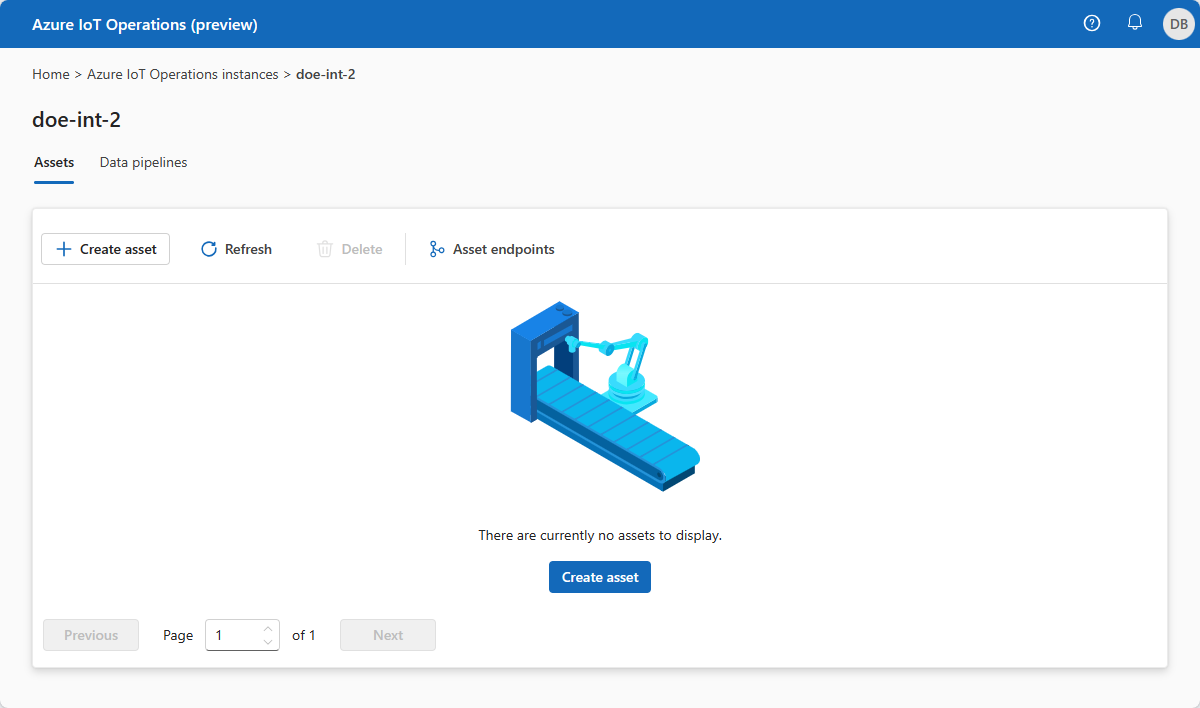 Azure IoT Operations (preview)
DB
Home > Azure IoT Operations instances > doe-int-2
doe-int-2
Assets Data pipelines
Create asset Refresh Delete Asset endpoints
There are currently no assets to display.
Create asset
Previous Page 1 of 1 Next